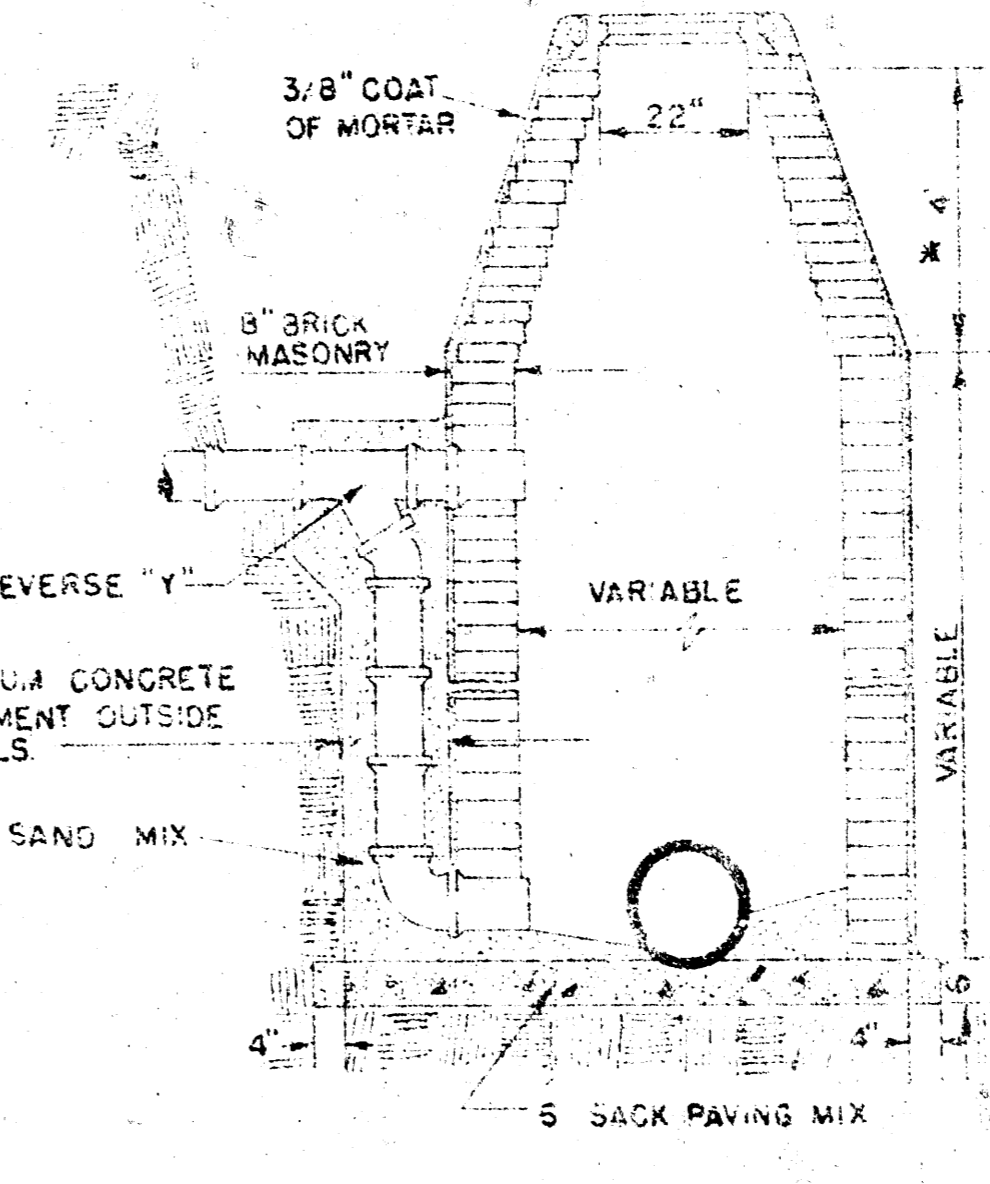 3/8" COAT
OF MORTAR
22"
* 4'
8" BRICK
MASONRY
EVERSE "Y"
VARIABLE
UM CONCRETE
MENT OUTSIDE
LS.
VARIABLE
SAND MIX
4"
4"
6"
5 SACK PAVING MIX